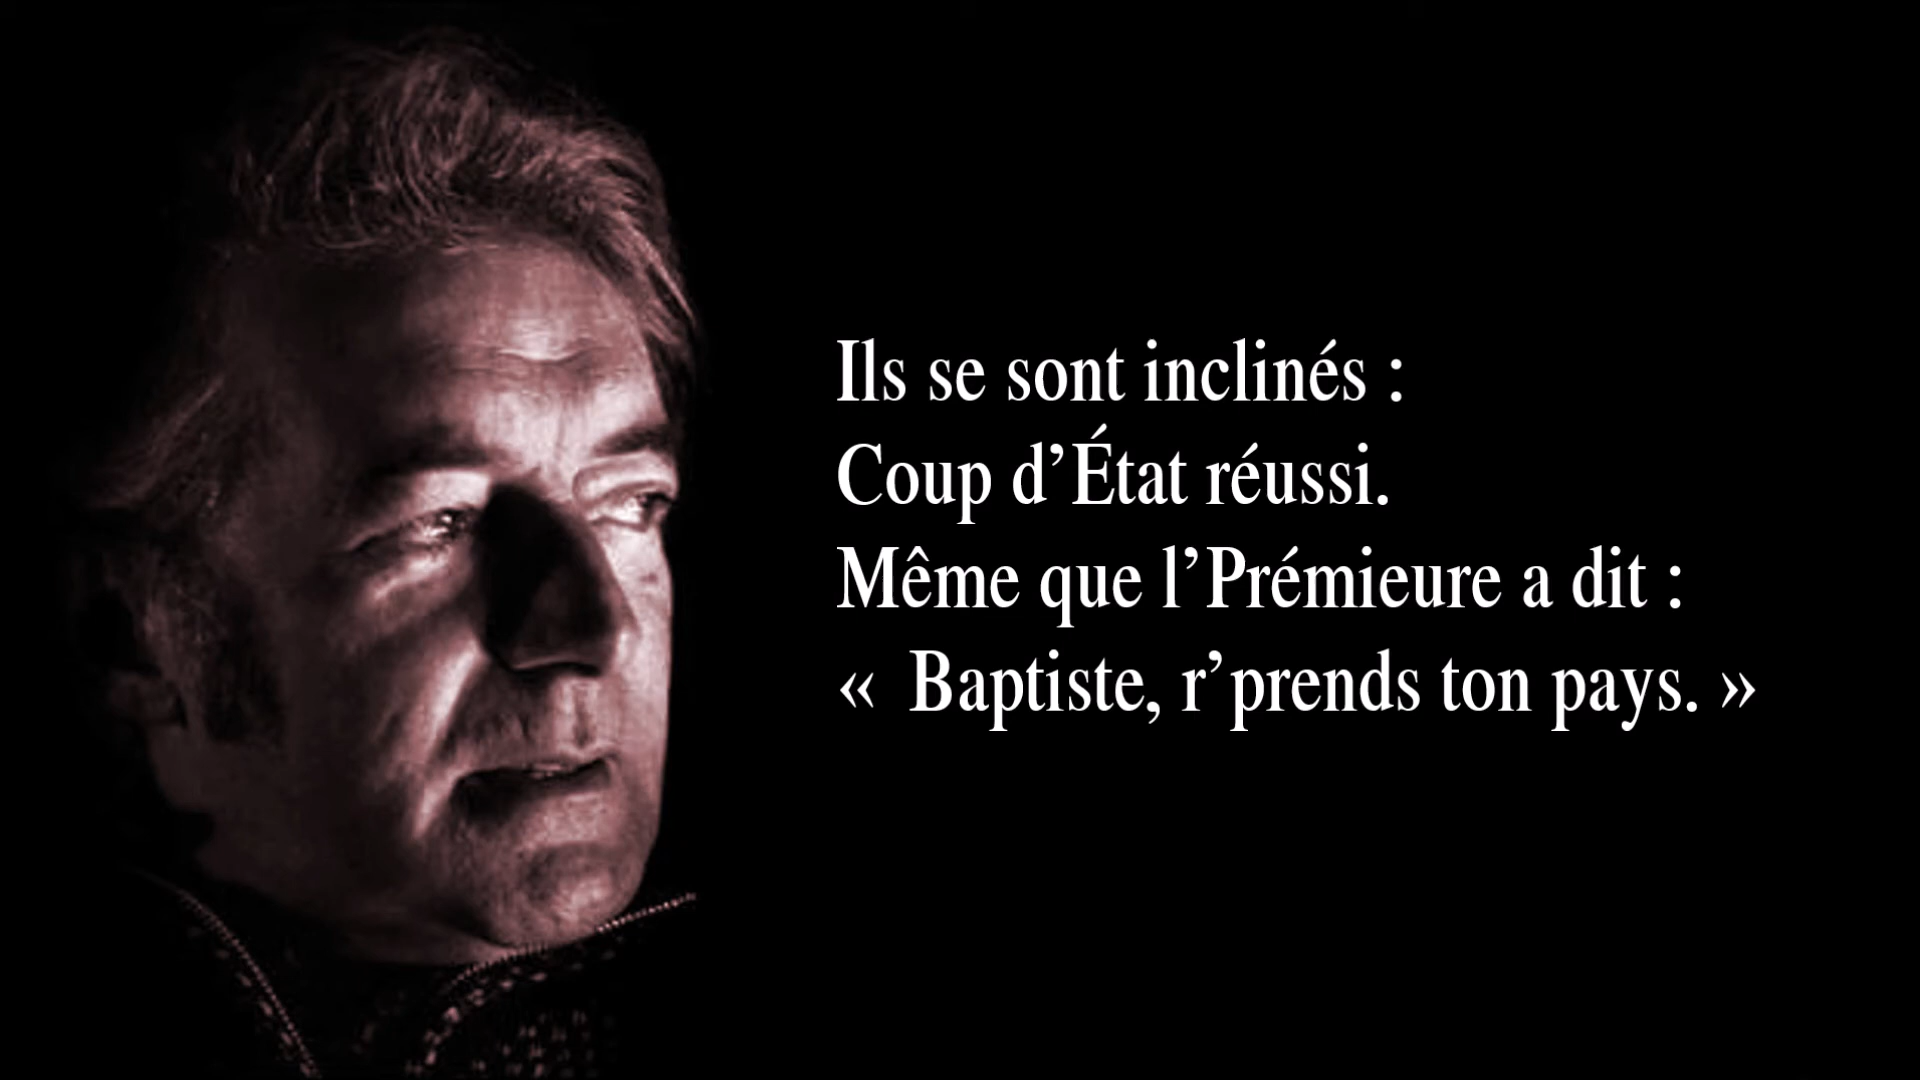 Ils se sont inclinés :
Coup d’État réussi.
Même que l’Prémieure a dit :
«  Baptiste, r’prends ton pays. »